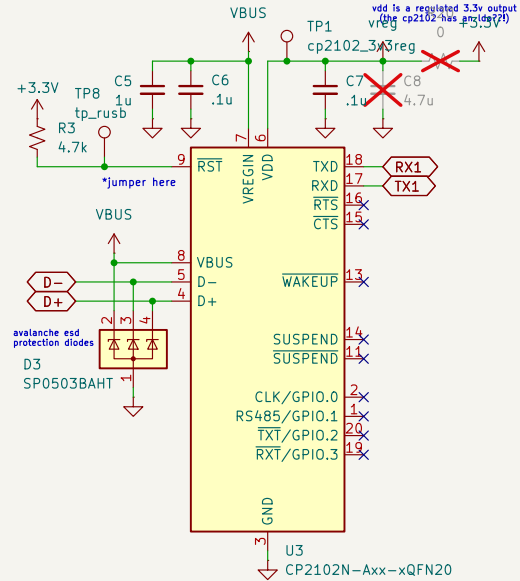 vdd is a regulated 3.3v output
(the cp2102 has an ldo??!)
VBUS
TP1
vreg
0
+3.3V
cp2102_3v3reg
+3.3V
TP8
tp_rusb
C5
1u
C6
.1u
C7
.1u
C8
4.7u
R3
4.7k
7
6
9
RST
VREGIN
VDD
TXD
18
RX1
RXD
17
TX1
*jumper here
RTS
16
CTS
15
VBUS
8
VBUS
5
D-
D-
4
D+
D+
WAKEUP
13
2
3
4
avalanche esd
protection diodes
SUSPEND
14
SUSPEND
11
D3
SP0503BAHT
1
CLK/GPIO.0
2
RS485/GPIO.1
1
TXT/GPIO.2
20
RXT/GPIO.3
19
GND
3
U3
CP2102N-Axx-xQFN20